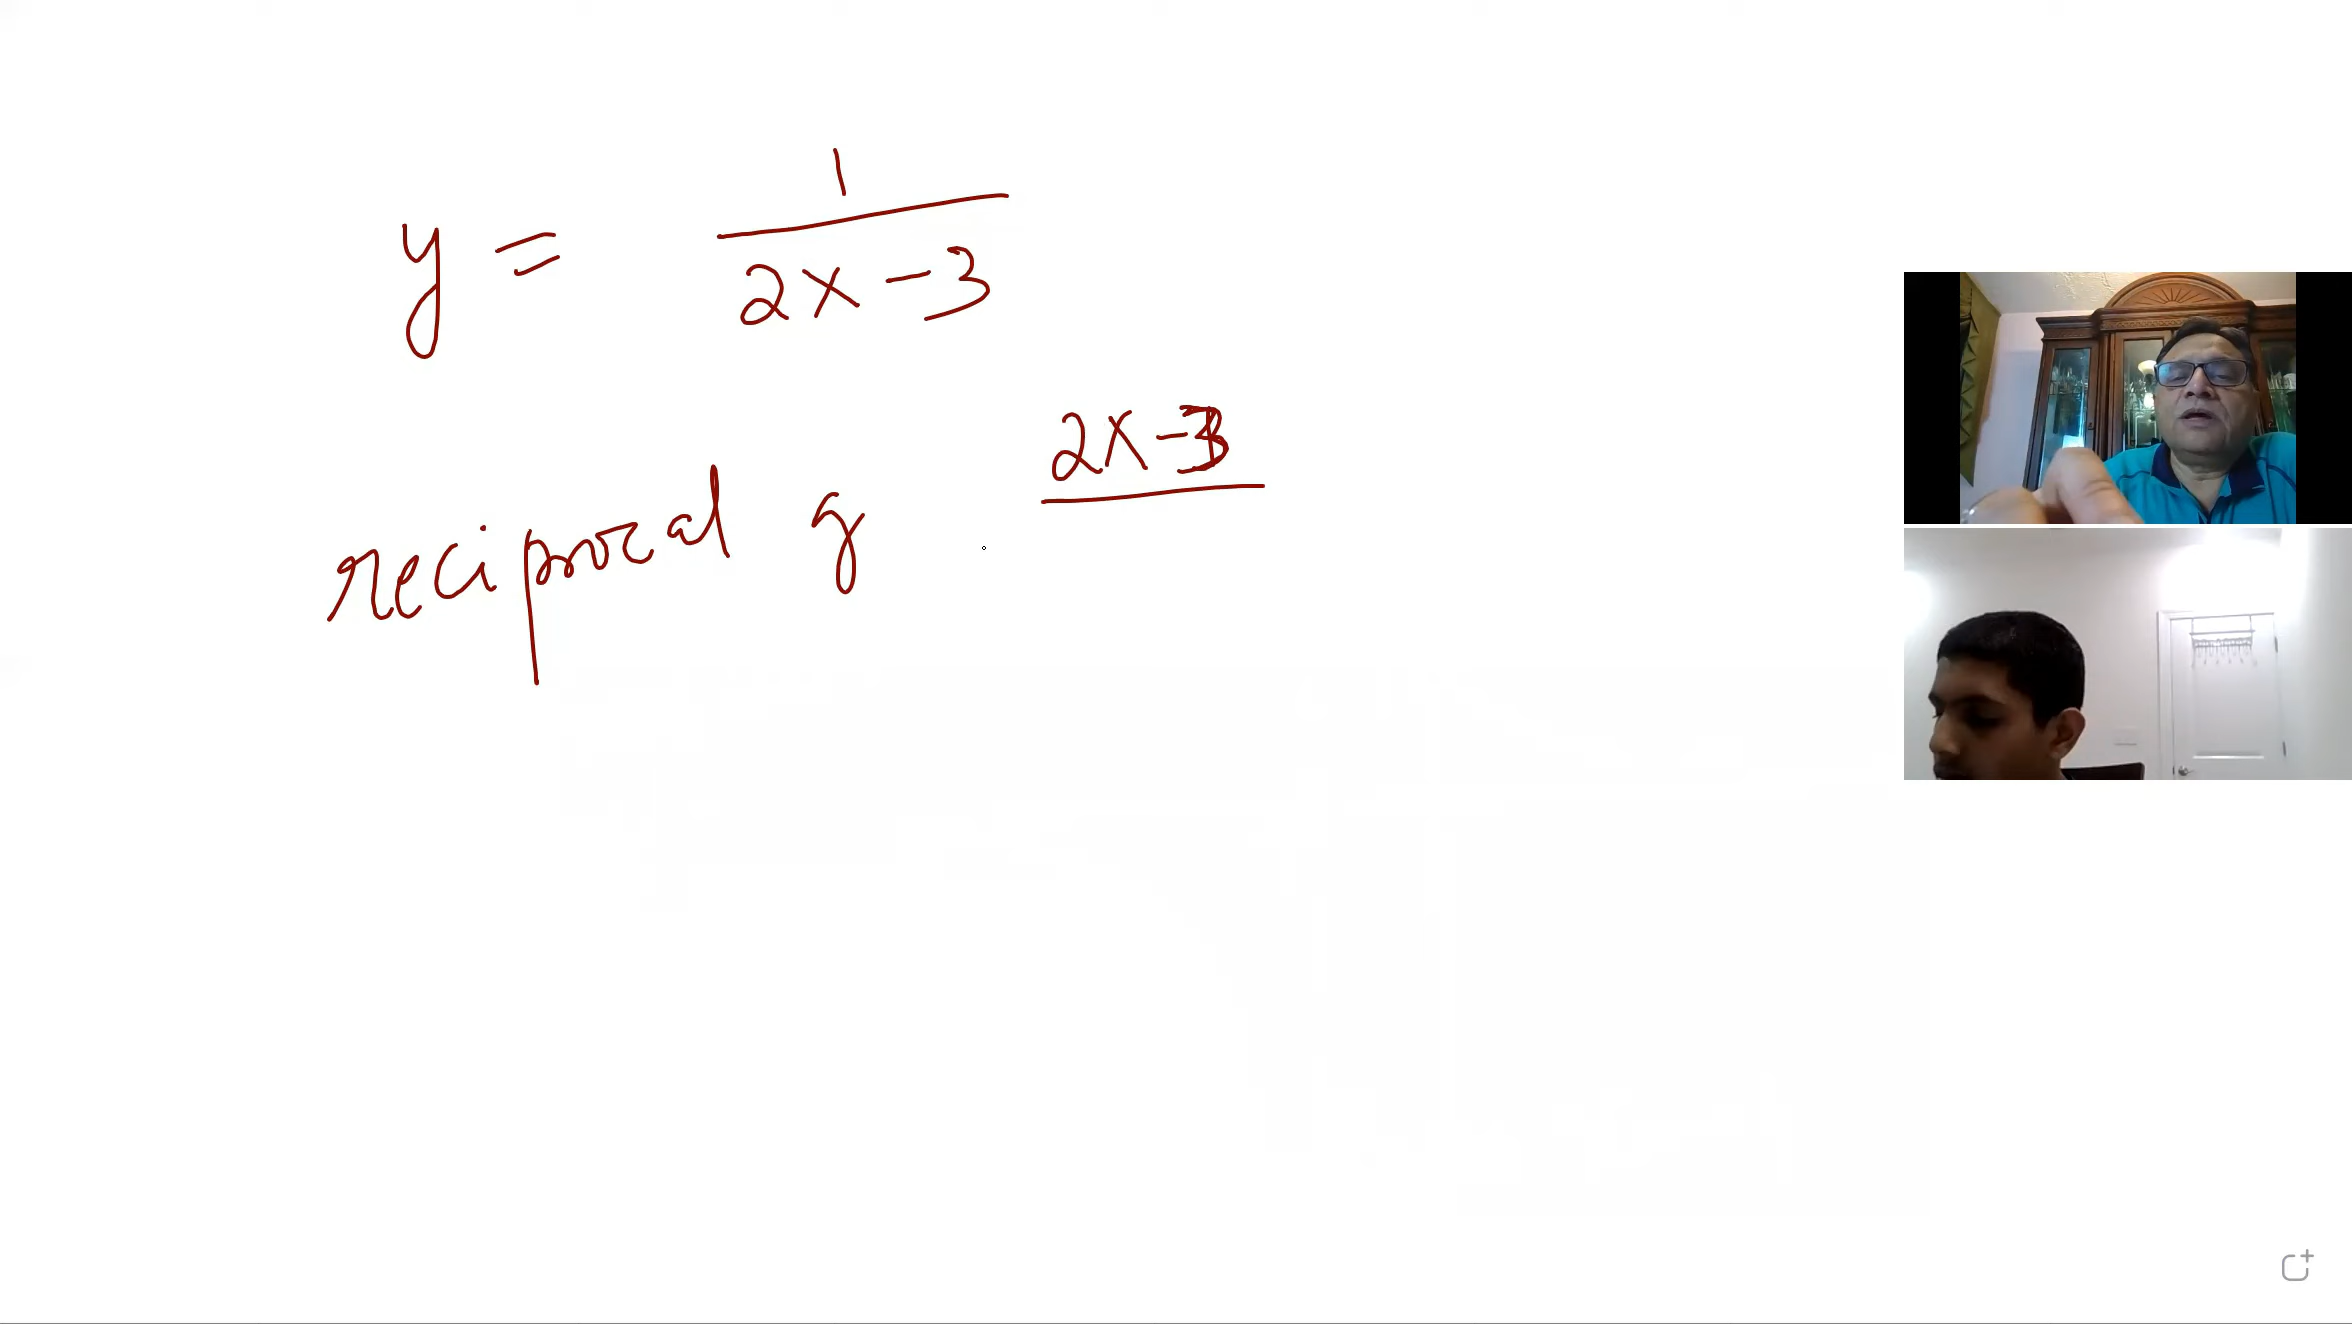 y = 1 / (2x - 3)
reciprocal of (2x - 3) /